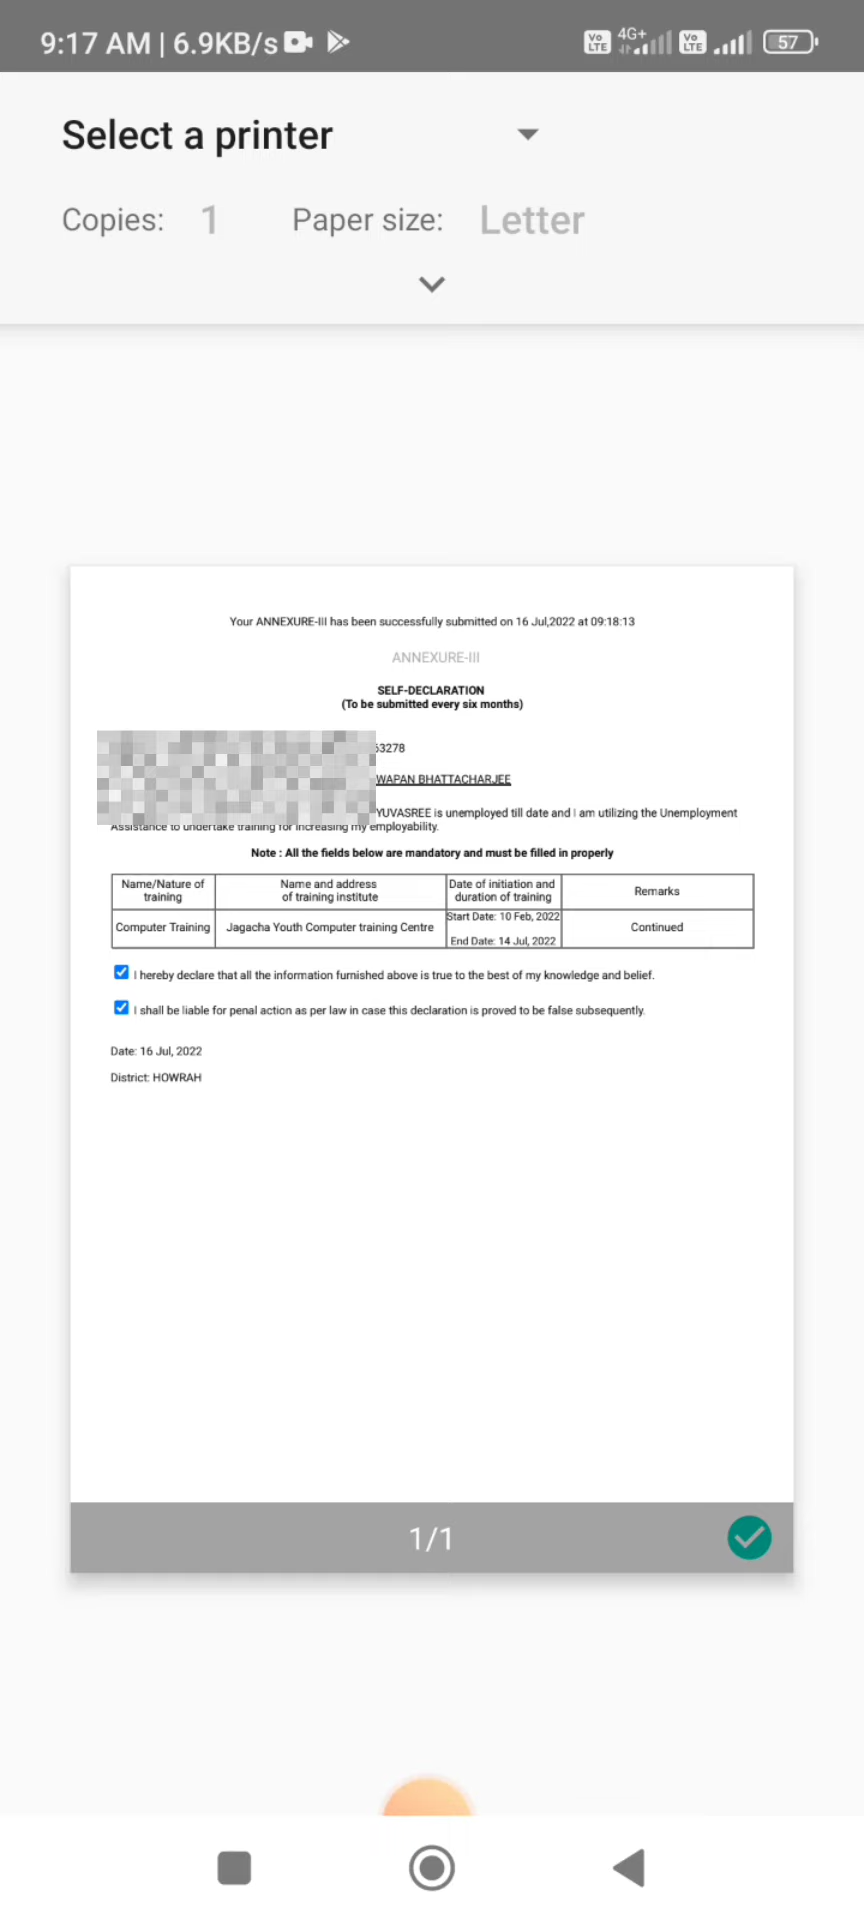 9:17 AM | 6.9KB/s
Vo LTE 4G+ Vo LTE 57
Select a printer
Copies: 1 Paper size: Letter
Your ANNEXURE-III has been successfully submitted on 16 Jul,2022 at 09:18:13
ANNEXURE-III
SELF-DECLARATION
(To be submitted every six months)
63278
WAPAN BHATTACHARJEE
YUVASREE is unemployed till date and I am utilizing the Unemployment
Assistance to undertake training for increasing my employability.
Note : All the fields below are mandatory and must be filled in properly
Name/Nature of training
Name and address of training institute
Date of initiation and duration of training
Remarks
Computer Training
Jagacha Youth Computer training Centre
Start Date: 10 Feb, 2022
End Date: 14 Jul, 2022
Continued
I hereby declare that all the information furnished above is true to the best of my knowledge and belief.
I shall be liable for penal action as per law in case this declaration is proved to be false subsequently.
Date: 16 Jul, 2022
District: HOWRAH
1/1